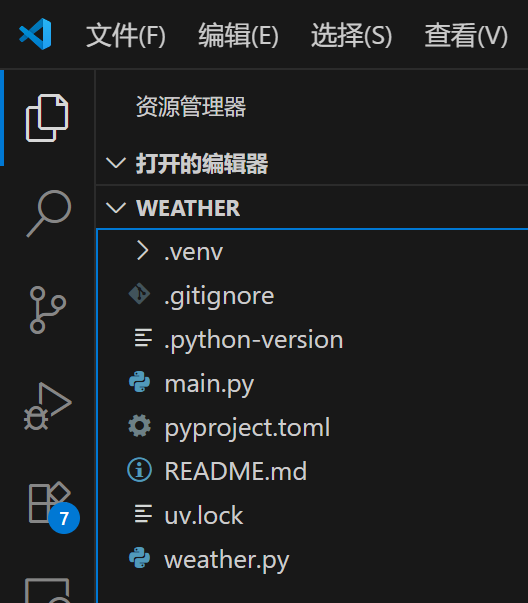 文件(F) 编辑(E) 选择(S) 查看(V)
资源管理器
打开的编辑器
WEATHER
.venv
.gitignore
.python-version
main.py
pyproject.toml
README.md
uv.lock
7
weather.py